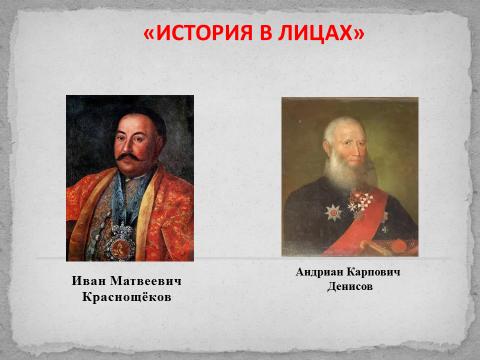 «ИСТОРИЯ В ЛИЦАХ»
Иван Матвеевич
Краснощёков
Андриан Карпович
Денисов